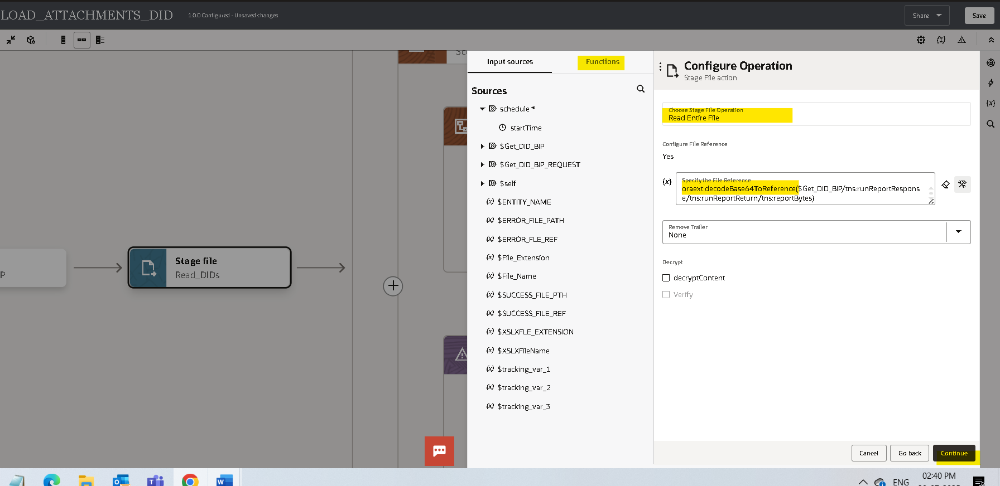 LOAD_ATTACHMENTS_DID
1.0.0 Configured - Unsaved changes
Share
Save
Input sources
Functions
Sources
schedule *
startTime
$Get_DID_BIP
$Get_DID_BIP_REQUEST
$self
(x) $ENTITY_NAME
(x) $ERROR_FILE_PATH
(x) $ERROR_FLE_REF
(x) $File_Extension
(x) $File_Name
(x) $SUCCESS_FILE_PTH
(x) $SUCCESS_FILE_REF
(x) $XSLXFLE_EXTENSION
(x) $XSLXFileName
(x) $tracking_var_1
(x) $tracking_var_2
(x) $tracking_var_3
Configure Operation
Stage File action
Choose Stage File Operation
Read Entire File
Configure File Reference
Yes
(x)
Specify the File Reference
oraext:decodeBase64ToReference($Get_DID_BIP/tns:runReportRespons
e/tns:runReportReturn/tns:reportBytes)
Remove Trailer
None
Decrypt
decryptContent
Verify
Cancel
Go back
Continue
P
Stage file
Read_DIDs
ENG
02:40 PM